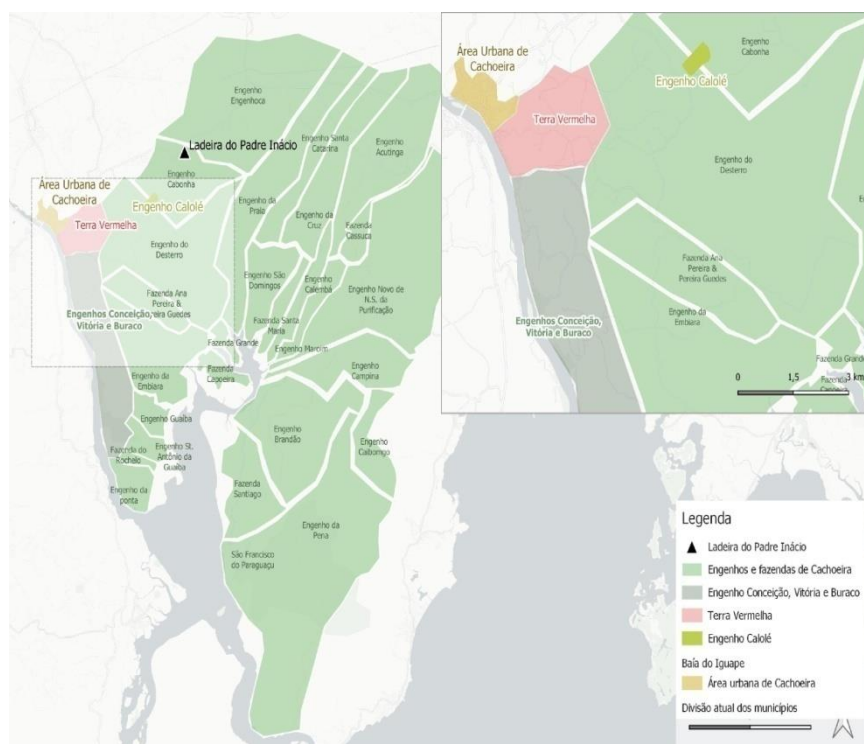 Engenho
Engenhoca
Ladeira do Padre Inácio
Engenho Santa
Catarina
Engenho
Acutinga
Engenho
Cabonha
Área Urbana de
Cachoeira
Engenho Calolé
Terra Vermelha
Engenho da
Praia
Engenho da
Cruz
Fazenda
Cassuca
Engenho do
Desterro
Engenho São
Domingos
Engenho
Calembá
Engenho Novo de
N.S. da
Purificação
Fazenda Ana
Pereira &
Pereira Guedes
Engenhos Conceição,
Vitória e Buraco
Fazenda Santa
Maria
Fazenda Grande
Engenho Maroim
Fazenda
Capoeira
Engenho
Campina
Engenho da
Embiara
Engenho Guaíba
Engenho
Brandão
Engenho
Caibongo
Fazenda do
Rochelo
Engenho St.
Antônio da
Guaíba
Engenho da
ponta
Fazenda
Santiago
Engenho da
Pena
São Francisco
do Paraguaçu
Área Urbana de
Cachoeira
Engenho
Cabonha
Engenho Calolé
Terra Vermelha
Engenho do
Desterro
Fazenda Ana
Pereira &
Pereira Guedes
Engenho da
Embiara
Engenhos Conceição,
Vitória e Buraco
Fazenda Grande
Fazenda
0 1,5 3 km
Legenda
Ladeira do Padre Inácio
Engenhos e fazendas de Cachoeira
Engenho Conceição, Vitória e Buraco
Terra Vermelha
Engenho Calolé
Baía do Iguape
Área urbana de Cachoeira
Divisão atual dos municípios